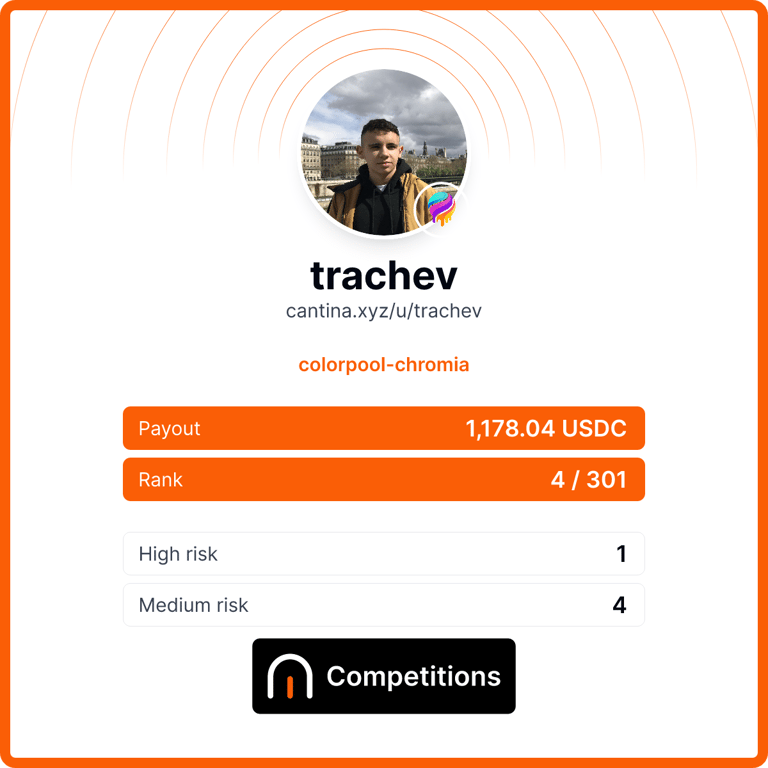 trachev
cantina.xyz/u/trachev
colorpool-chromia
Payout 1,178.04 USDC
Rank 4 / 301
High risk 1
Medium risk 4
Competitions